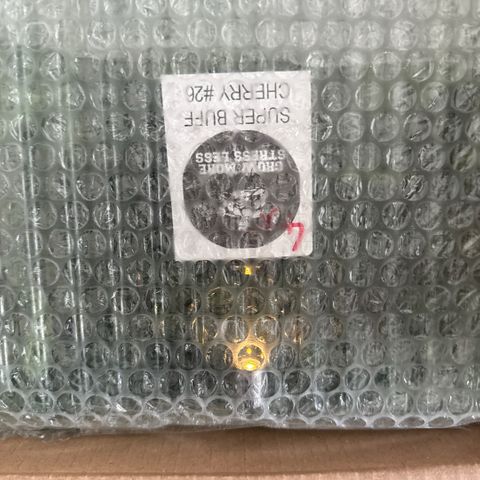 GROW MORE
STRESS LESS
SUPER BUFF
CHERRY #26